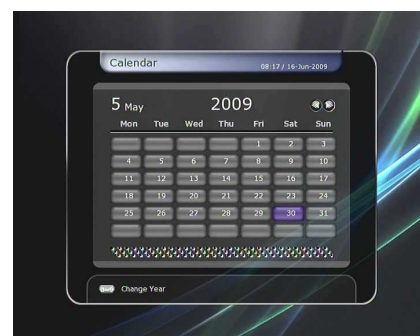 Calendar
08:17 / 16-Jun-2009
5 May 2009
Mon Tue Wed Thu Fri Sat Sun
1 2 3
4 5 6 7 8 9 10
11 12 13 14 15 16 17
18 19 20 21 22 23 24
25 26 27 28 29 30 31
Change Year